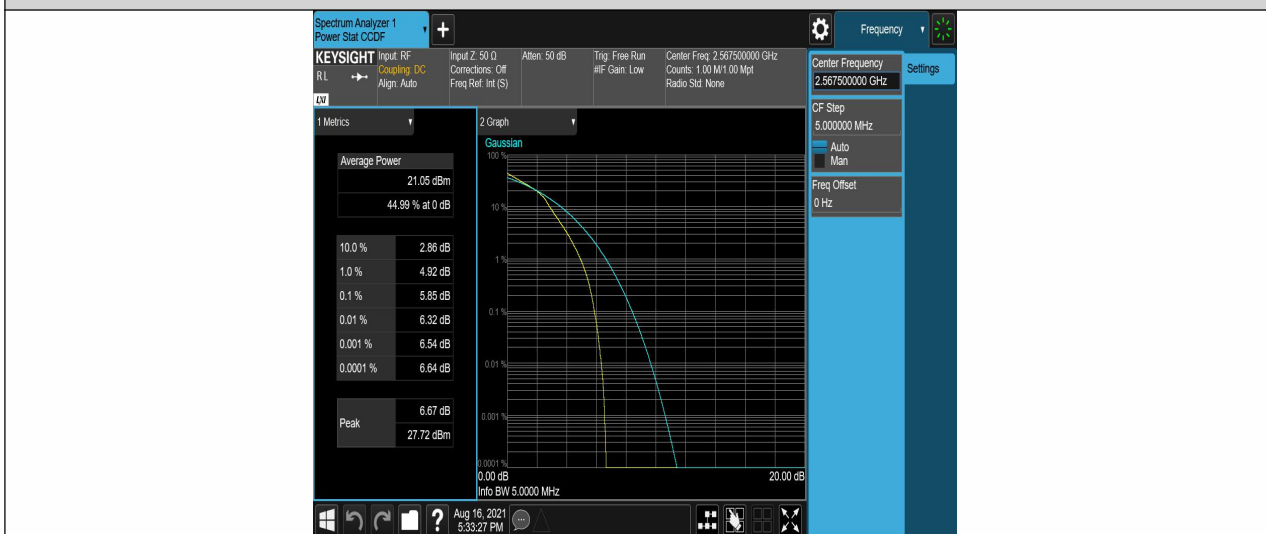 Spectrum Analyzer 1
Power Stat CCDF
Frequency
KEYSIGHT
R L
LXI
Input: RF
Coupling: DC
Align: Auto
Input Z: 50 Ω
Corrections: Off
Freq Ref: Int (S)
Atten: 50 dB
Trig: Free Run
#IF Gain: Low
Center Freq: 2.567500000 GHz
Counts: 1.00 M/1.00 Mpt
Radio Std: None
Center Frequency
2.567500000 GHz
Settings
CF Step
5.000000 MHz
Auto
Man
Freq Offset
0 Hz
1 Metrics
Average Power
21.05 dBm
44.99 % at 0 dB
10.0 % 2.86 dB
1.0 % 4.92 dB
0.1 % 5.85 dB
0.01 % 6.32 dB
0.001 % 6.54 dB
0.0001 % 6.64 dB
Peak
6.67 dB
27.72 dBm
2 Graph
Gaussian
100 %
10 %
1 %
0.1 %
0.01 %
0.001 %
0.0001 %
0.00 dB 20.00 dB
Info BW 5.0000 MHz
?
Aug 16, 2021
5:33:27 PM